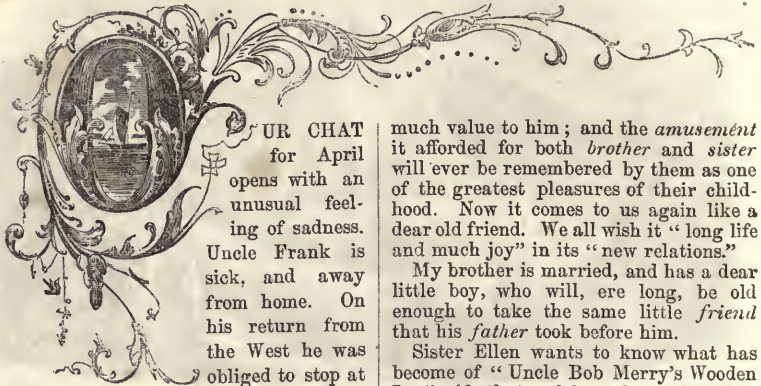 OUR CHAT
for April
opens with an
unusual feel-
ing of sadness.
Uncle Frank is
sick, and away
from home. On
his return from
the West he was
obliged to stop at
much value to him; and the amusement
it afforded for both brother and sister
will ever be remembered by them as one
of the greatest pleasures of their child-
hood. Now it comes to us again like a
dear old friend. We all wish it “ long life
and much joy” in its “ new relations.”
My brother is married, and has a dear
little boy, who will, ere long, be old
enough to take the same little friend
that his father took before him.
Sister Ellen wants to know what has
become of “ Uncle Bob Merry's Wooden